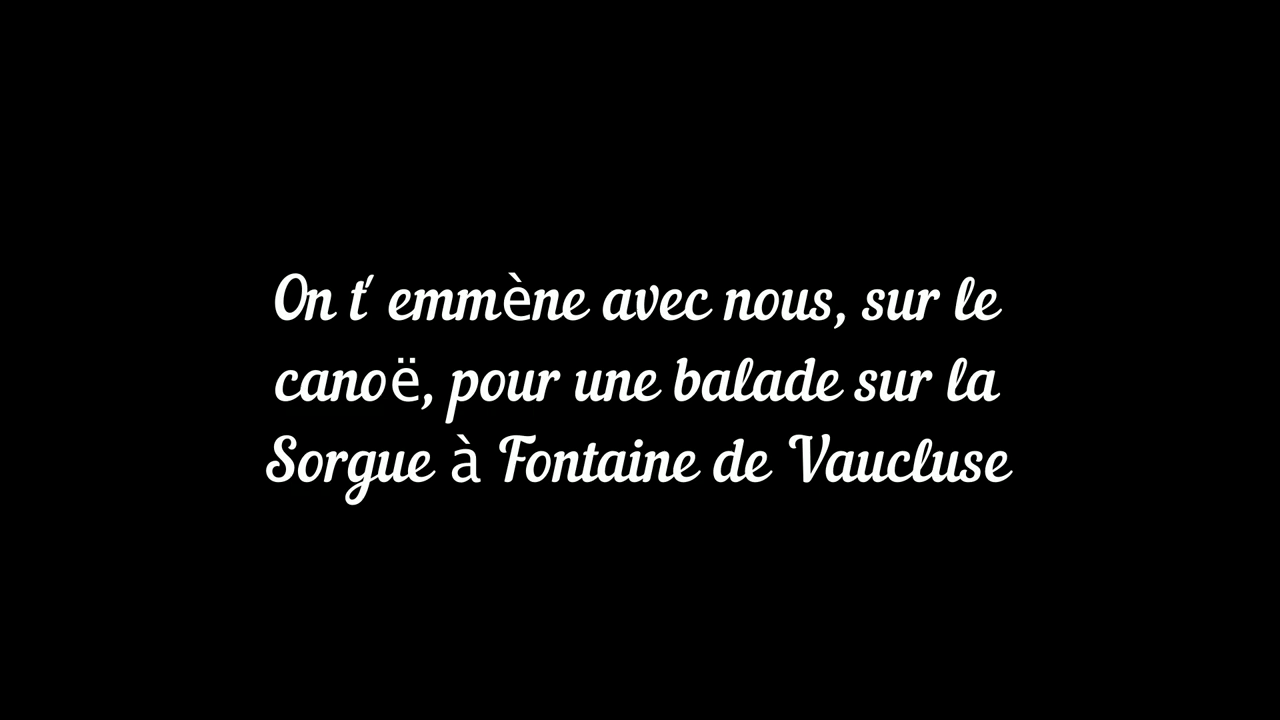 On t' emmène avec nous, sur le
canoë, pour une balade sur la
Sorgue à Fontaine de Vaucluse